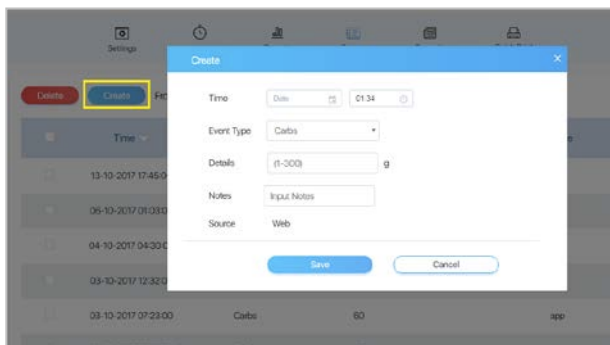 Settings
Create
×
Delete
Create
Time
Date
01:34
Event Type
Carbs
Details
(1-300)
g
Notes
Input Notes
Source
Web
Save
Cancel
Time
13-10-2017 17:45:0
06-10-2017 01:03:0
04-10-2017 04:30:0
03-10-2017 12:32:0
03-10-2017 07:23:00
Carbs
60
app